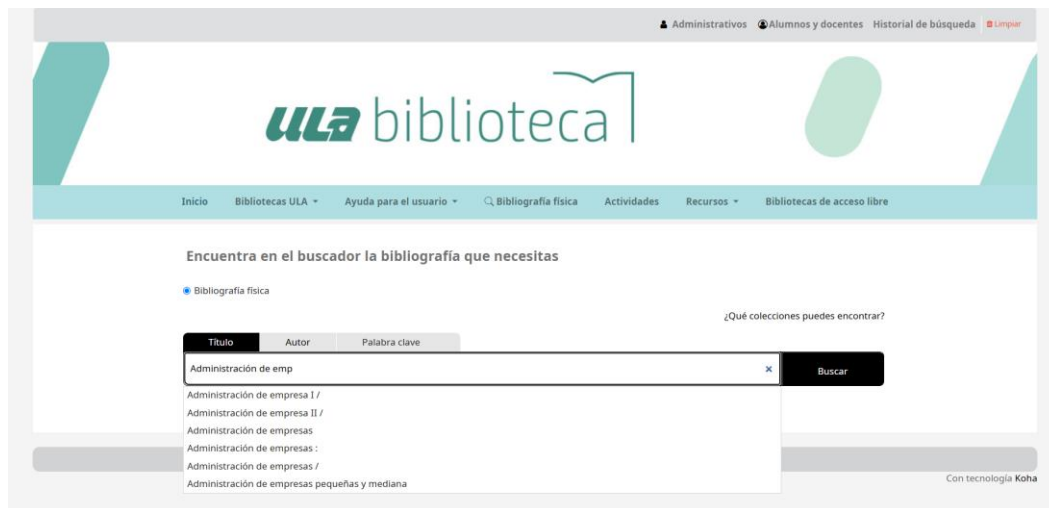 Administrativos Alumnos y docentes Historial de búsqueda Limpiar
ULA biblioteca
Inicio Bibliotecas ULA Ayuda para el usuario Bibliografía física Actividades Recursos Bibliotecas de acceso libre
Encuentra en el buscador la bibliografía que necesitas
Bibliografía física
¿Qué colecciones puedes encontrar?
Título Autor Palabra clave
Administración de emp × Buscar
Administración de empresa I /
Administración de empresa II /
Administración de empresas
Administración de empresas :
Administración de empresas /
Administración de empresas pequeñas y mediana
Con tecnología Koha